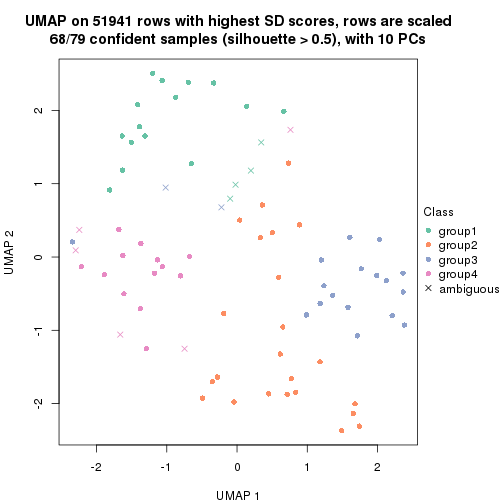 UMAP on 51941 rows with highest SD scores, rows are scaled
68/79 confident samples (silhouette > 0.5), with 10 PCs
2
1
0
-1
-2
UMAP 2
-2
-1
0
1
2
UMAP 1
Class
group1
group2
group3
group4
ambiguous